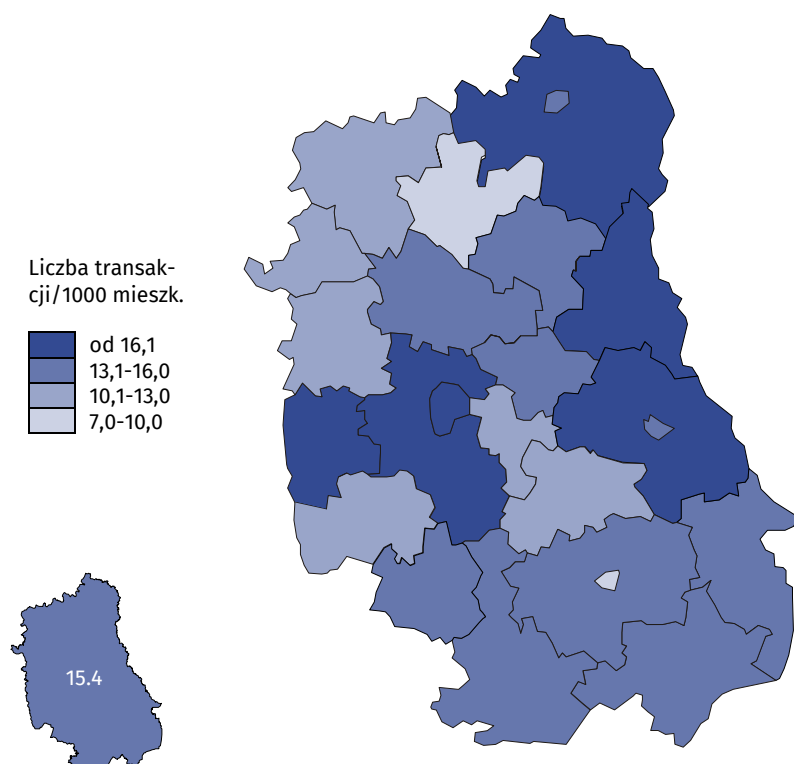 Liczba transak-
cji/1000 mieszk.
od 16,1
13,1-16,0
10,1-13,0
7,0-10,0
15.4